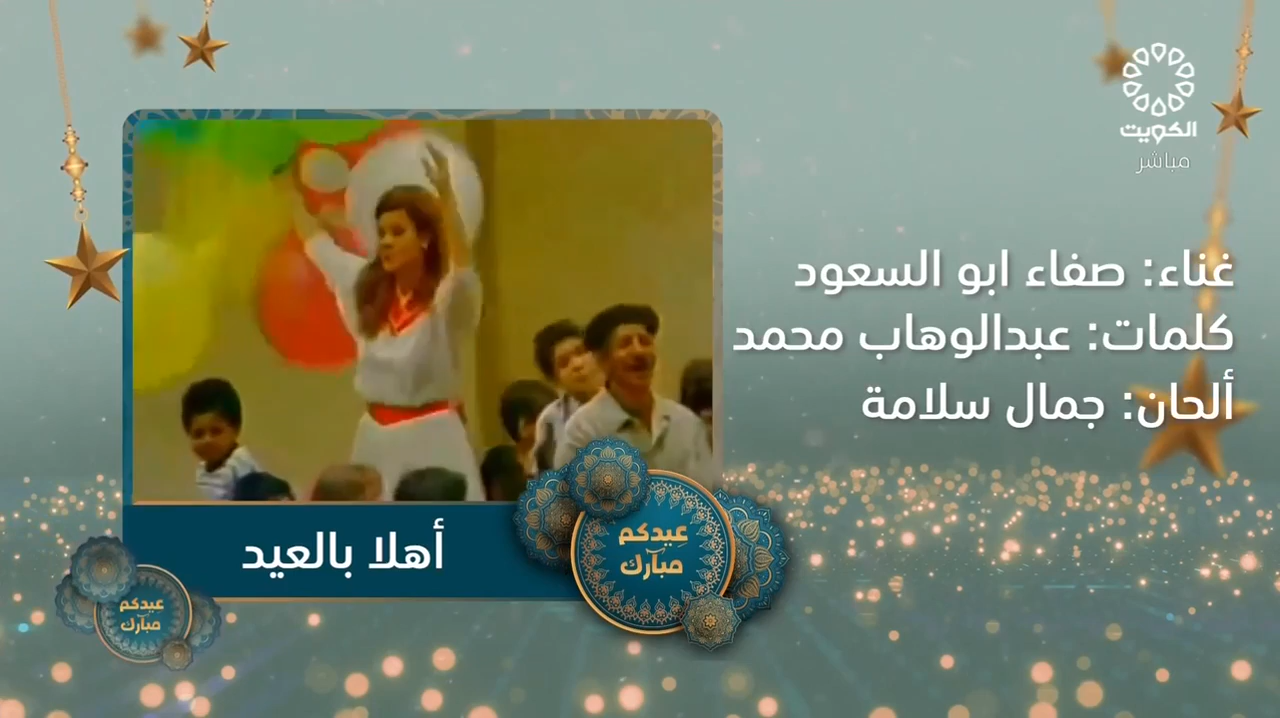 الكويت
مباشر
غناء: صفاء ابو السعود
كلمات: عبدالوهاب محمد
ألحان: جمال سلامة
أهلا بالعيد
عيدكم
مبارك
عيدكم
مبارك